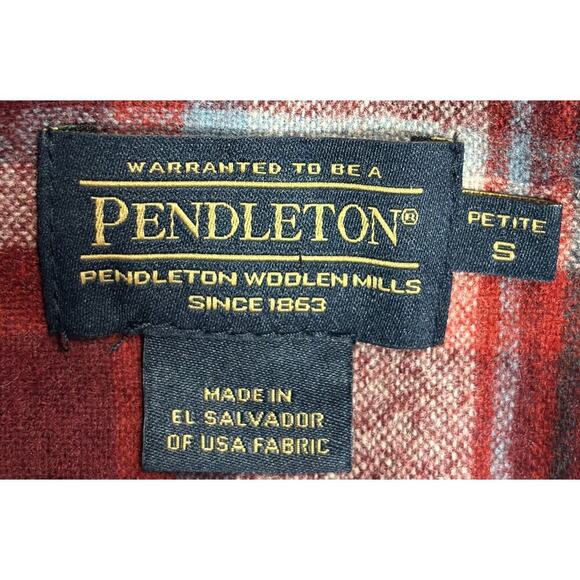 WARRANTED TO BE A
PENDLETON®
PENDLETON WOOLEN MILLS
SINCE 1863
PETITE
S
MADE IN
EL SALVADOR
OF USA FABRIC